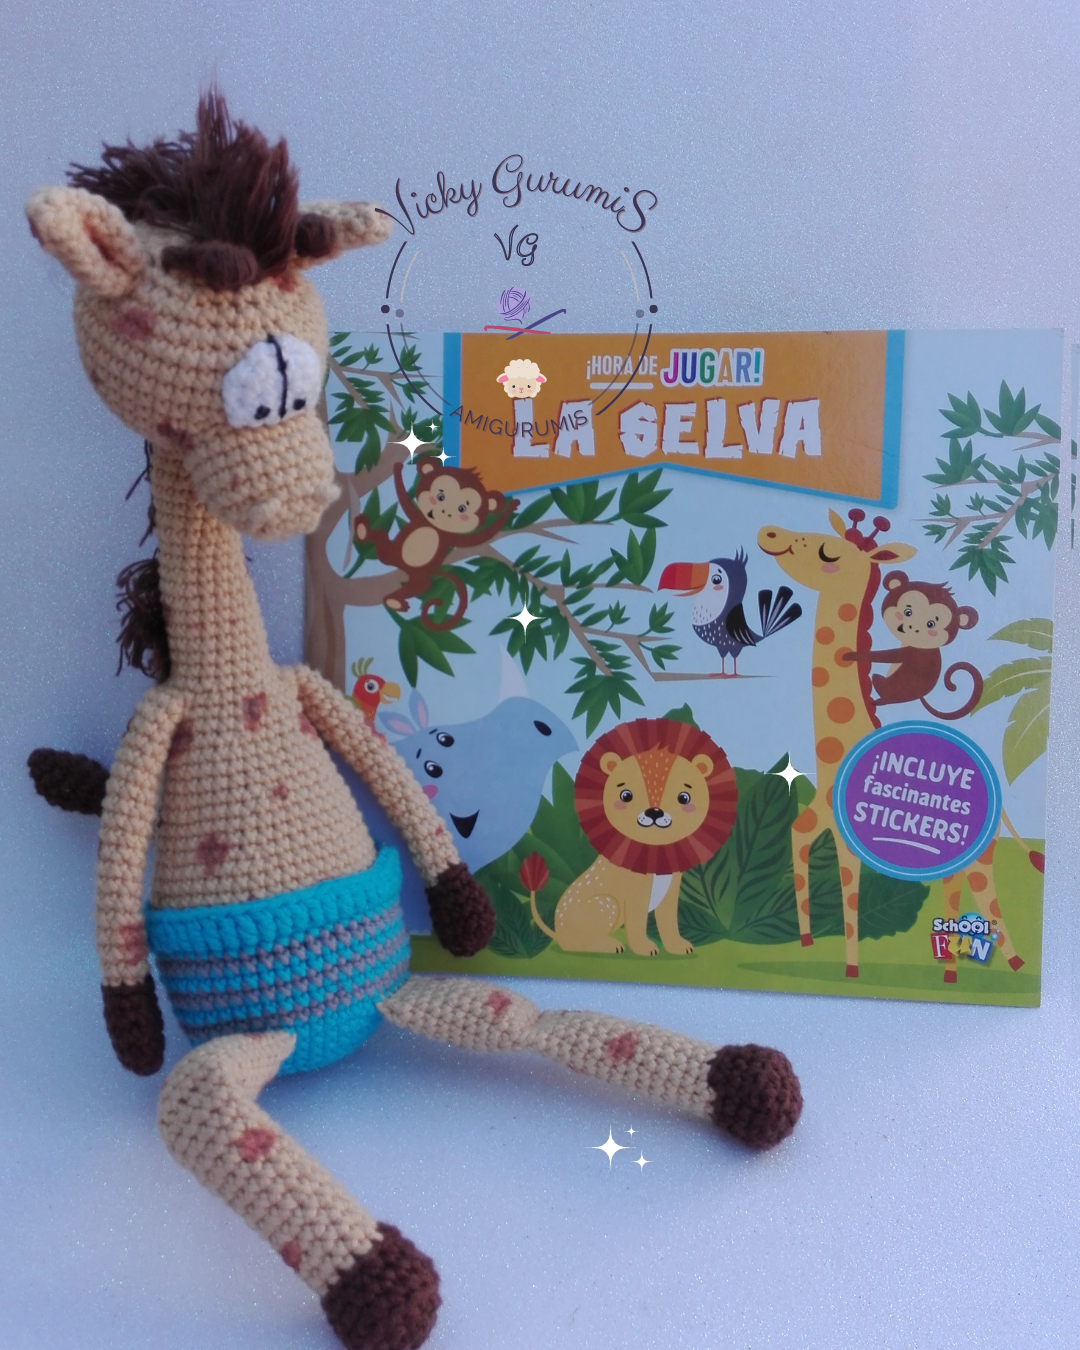 Vicky GurumiS
VG
AMIGURUMIS
¡HORA DE JUGAR!
LA SELVA
¡INCLUYE
fascinantes
STICKERS!
SCHOOL
FUN